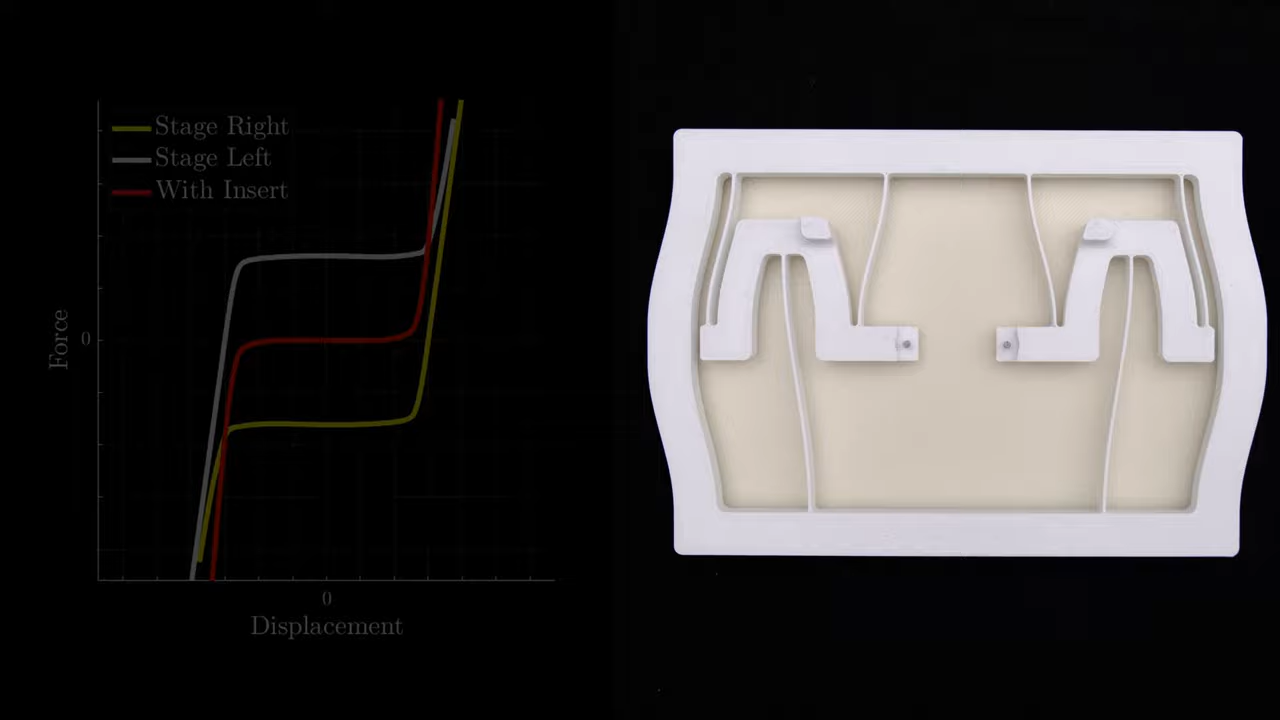 Stage Right
Stage Left
With Insert
Force
0
0
Displacement